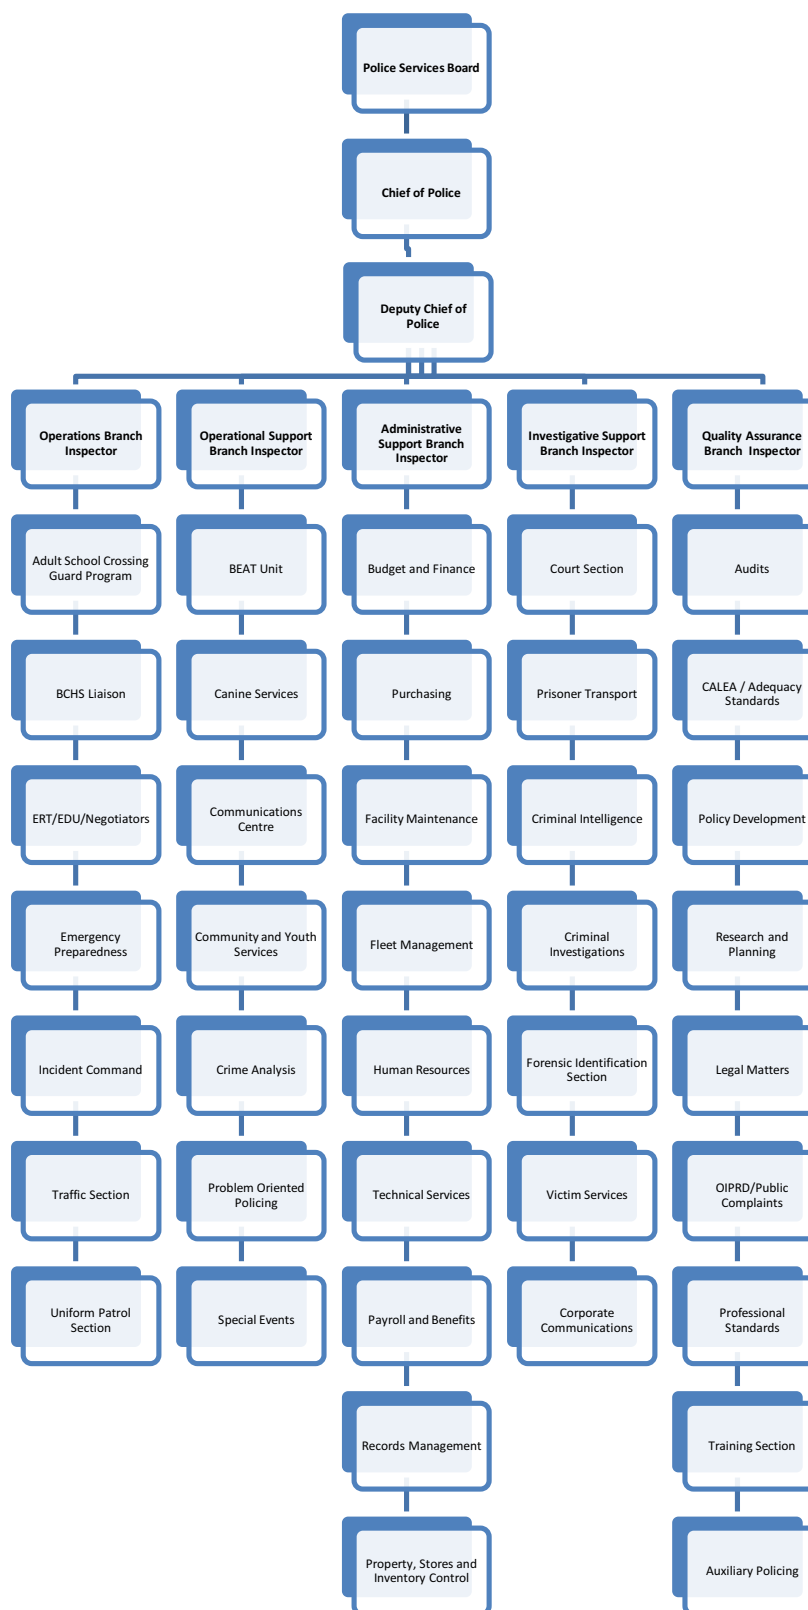 Police Services Board
Chief of Police
Deputy Chief of
Police
Operations Branch
Inspector
Operational Support
Branch Inspector
Administrative
Support Branch
Inspector
Investigative Support
Branch Inspector
Quality Assurance
Branch Inspector
Adult School Crossing
Guard Program
BEAT Unit
Budget and Finance
Court Section
Audits
BCHS Liaison
Canine Services
Purchasing
Prisoner Transport
CALEA / Adequacy
Standards
ERT/EDU/Negotiators
Communications
Centre
Facility Maintenance
Criminal Intelligence
Policy Development
Emergency
Preparedness
Community and Youth
Services
Fleet Management
Criminal
Investigations
Research and
Planning
Incident Command
Crime Analysis
Human Resources
Forensic Identification
Section
Legal Matters
Traffic Section
Problem Oriented
Policing
Technical Services
Victim Services
OIPRD/Public
Complaints
Uniform Patrol
Section
Special Events
Payroll and Benefits
Corporate
Communications
Professional
Standards
Records Management
Training Section
Property, Stores and
Inventory Control
Auxiliary Policing